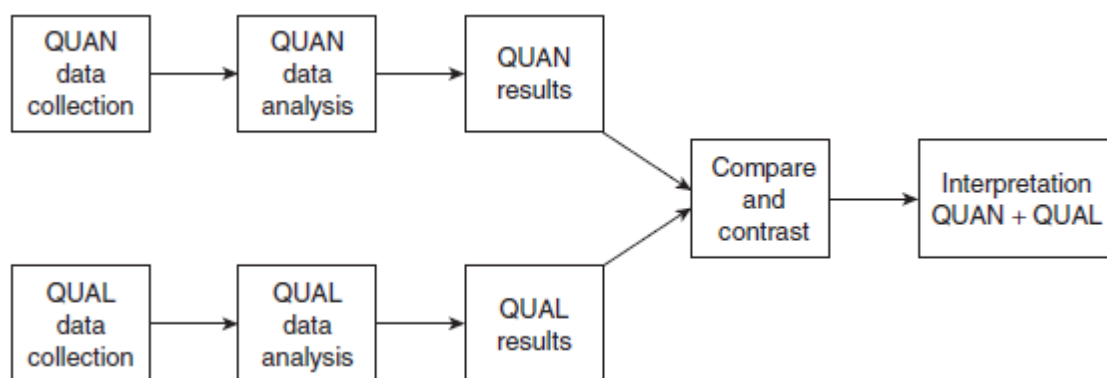 QUAN
data
collection
QUAN
data
analysis
QUAN
results
Compare
and
contrast
Interpretation
QUAN + QUAL
QUAL
data
collection
QUAL
data
analysis
QUAL
results